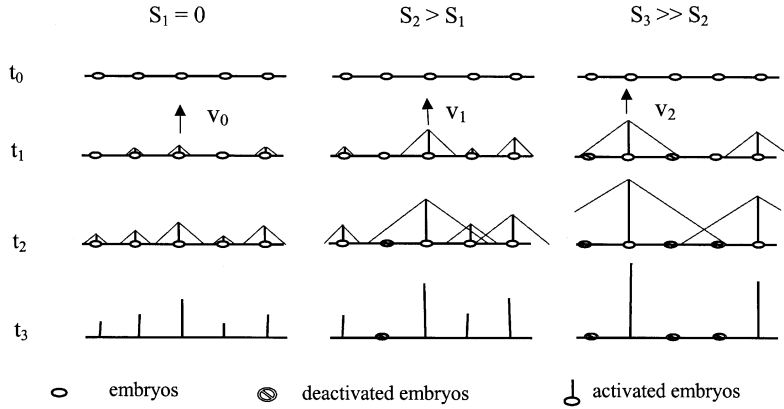 S₁ = 0 S₂ > S₁ S₃ >> S₂
t₀
v₀ v₁ v₂
t₁
t₂
t₃
embryos deactivated embryos activated embryos